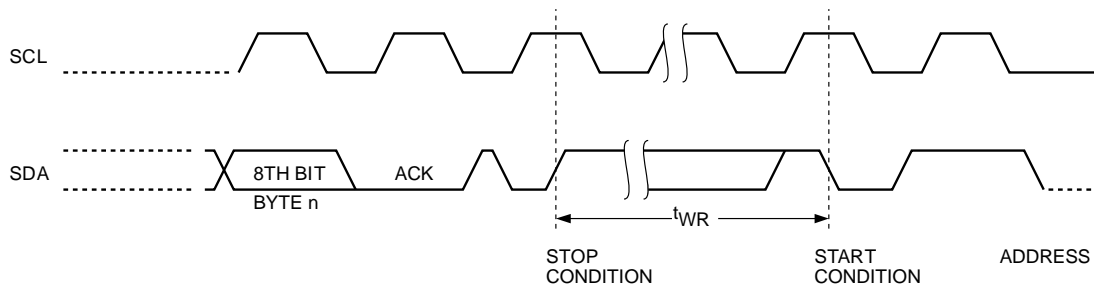 SCL
SDA
8TH BIT
ACK
BYTE n
tWR
STOP
CONDITION
START
CONDITION
ADDRESS